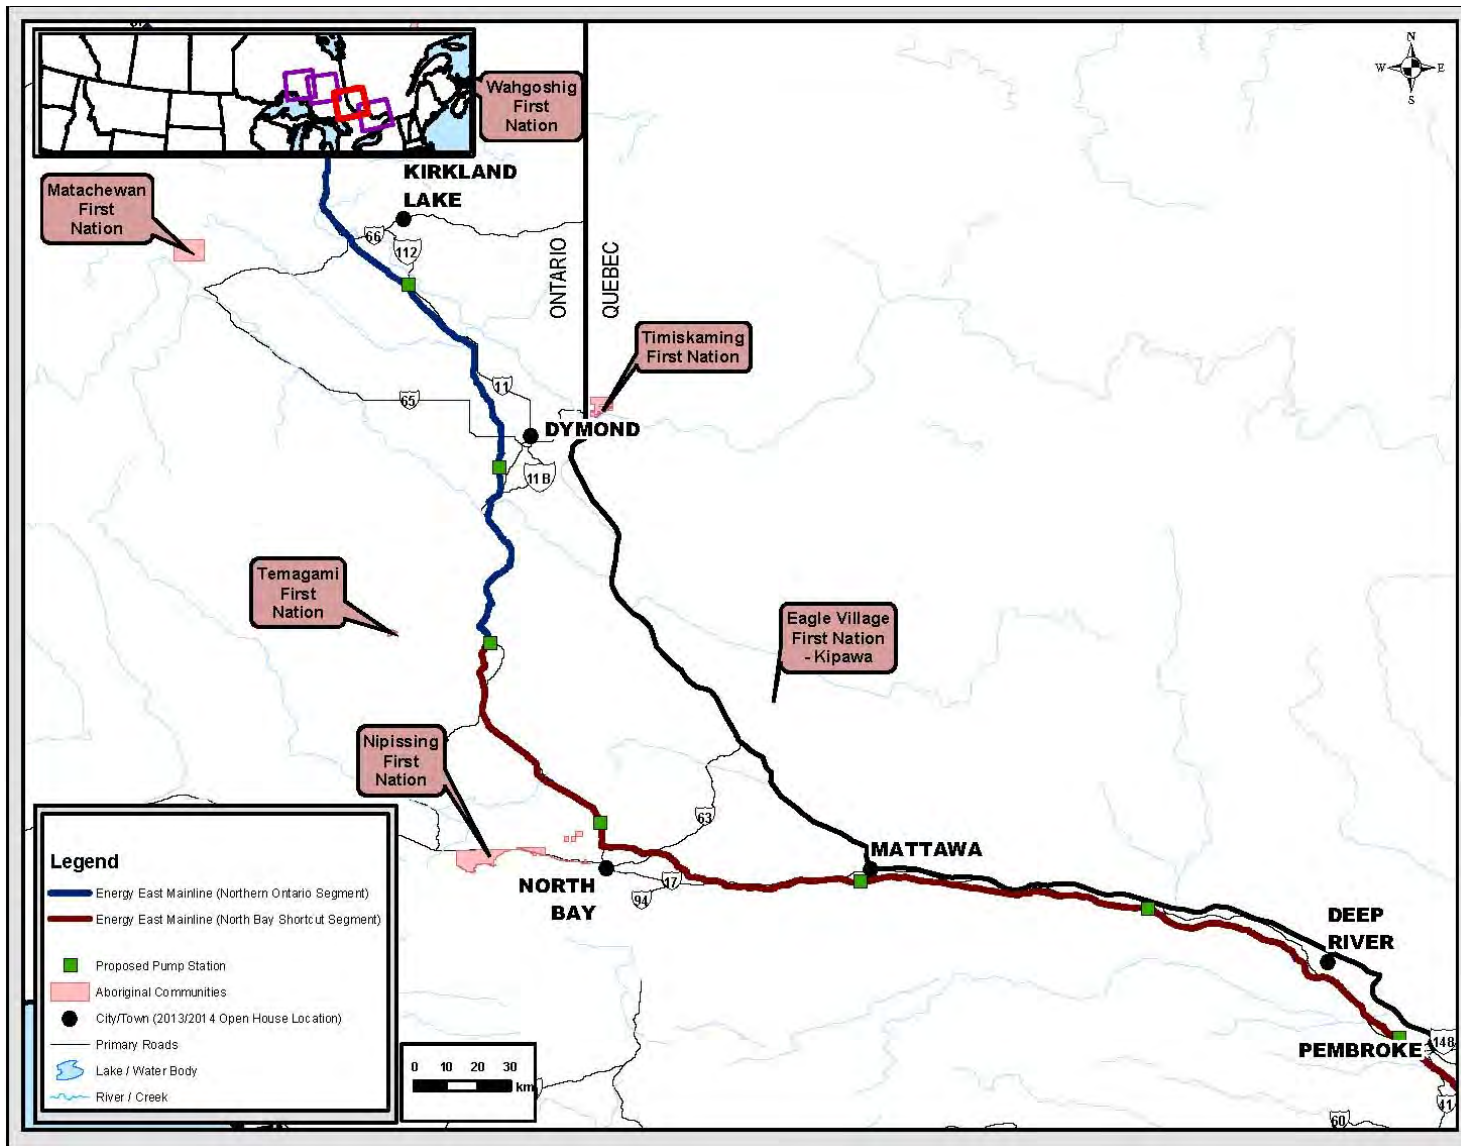 N
W
E
S
Wahgoshig
First
Nation
KIRKLAND
LAKE
Matachewan
First
Nation
66
112
ONTARIO
QUEBEC
Timiskaming
First Nation
11
65
DYMOND
11B
Temagami
First
Nation
Eagle Village
First Nation
- Kipawa
Nipissing
First
Nation
63
MATTAWA
17
NORTH
BAY
94
DEEP
RIVER
PEMBROKE
148
41
60
Legend
Energy East Mainline (Northern Ontario Segment)
Energy East Mainline (North Bay Shortcut Segment)
Proposed Pump Station
Aboriginal Communities
City/Town (2013/2014 Open House Location)
Primary Roads
Lake / Water Body
River / Creek
0 10 20 30
km